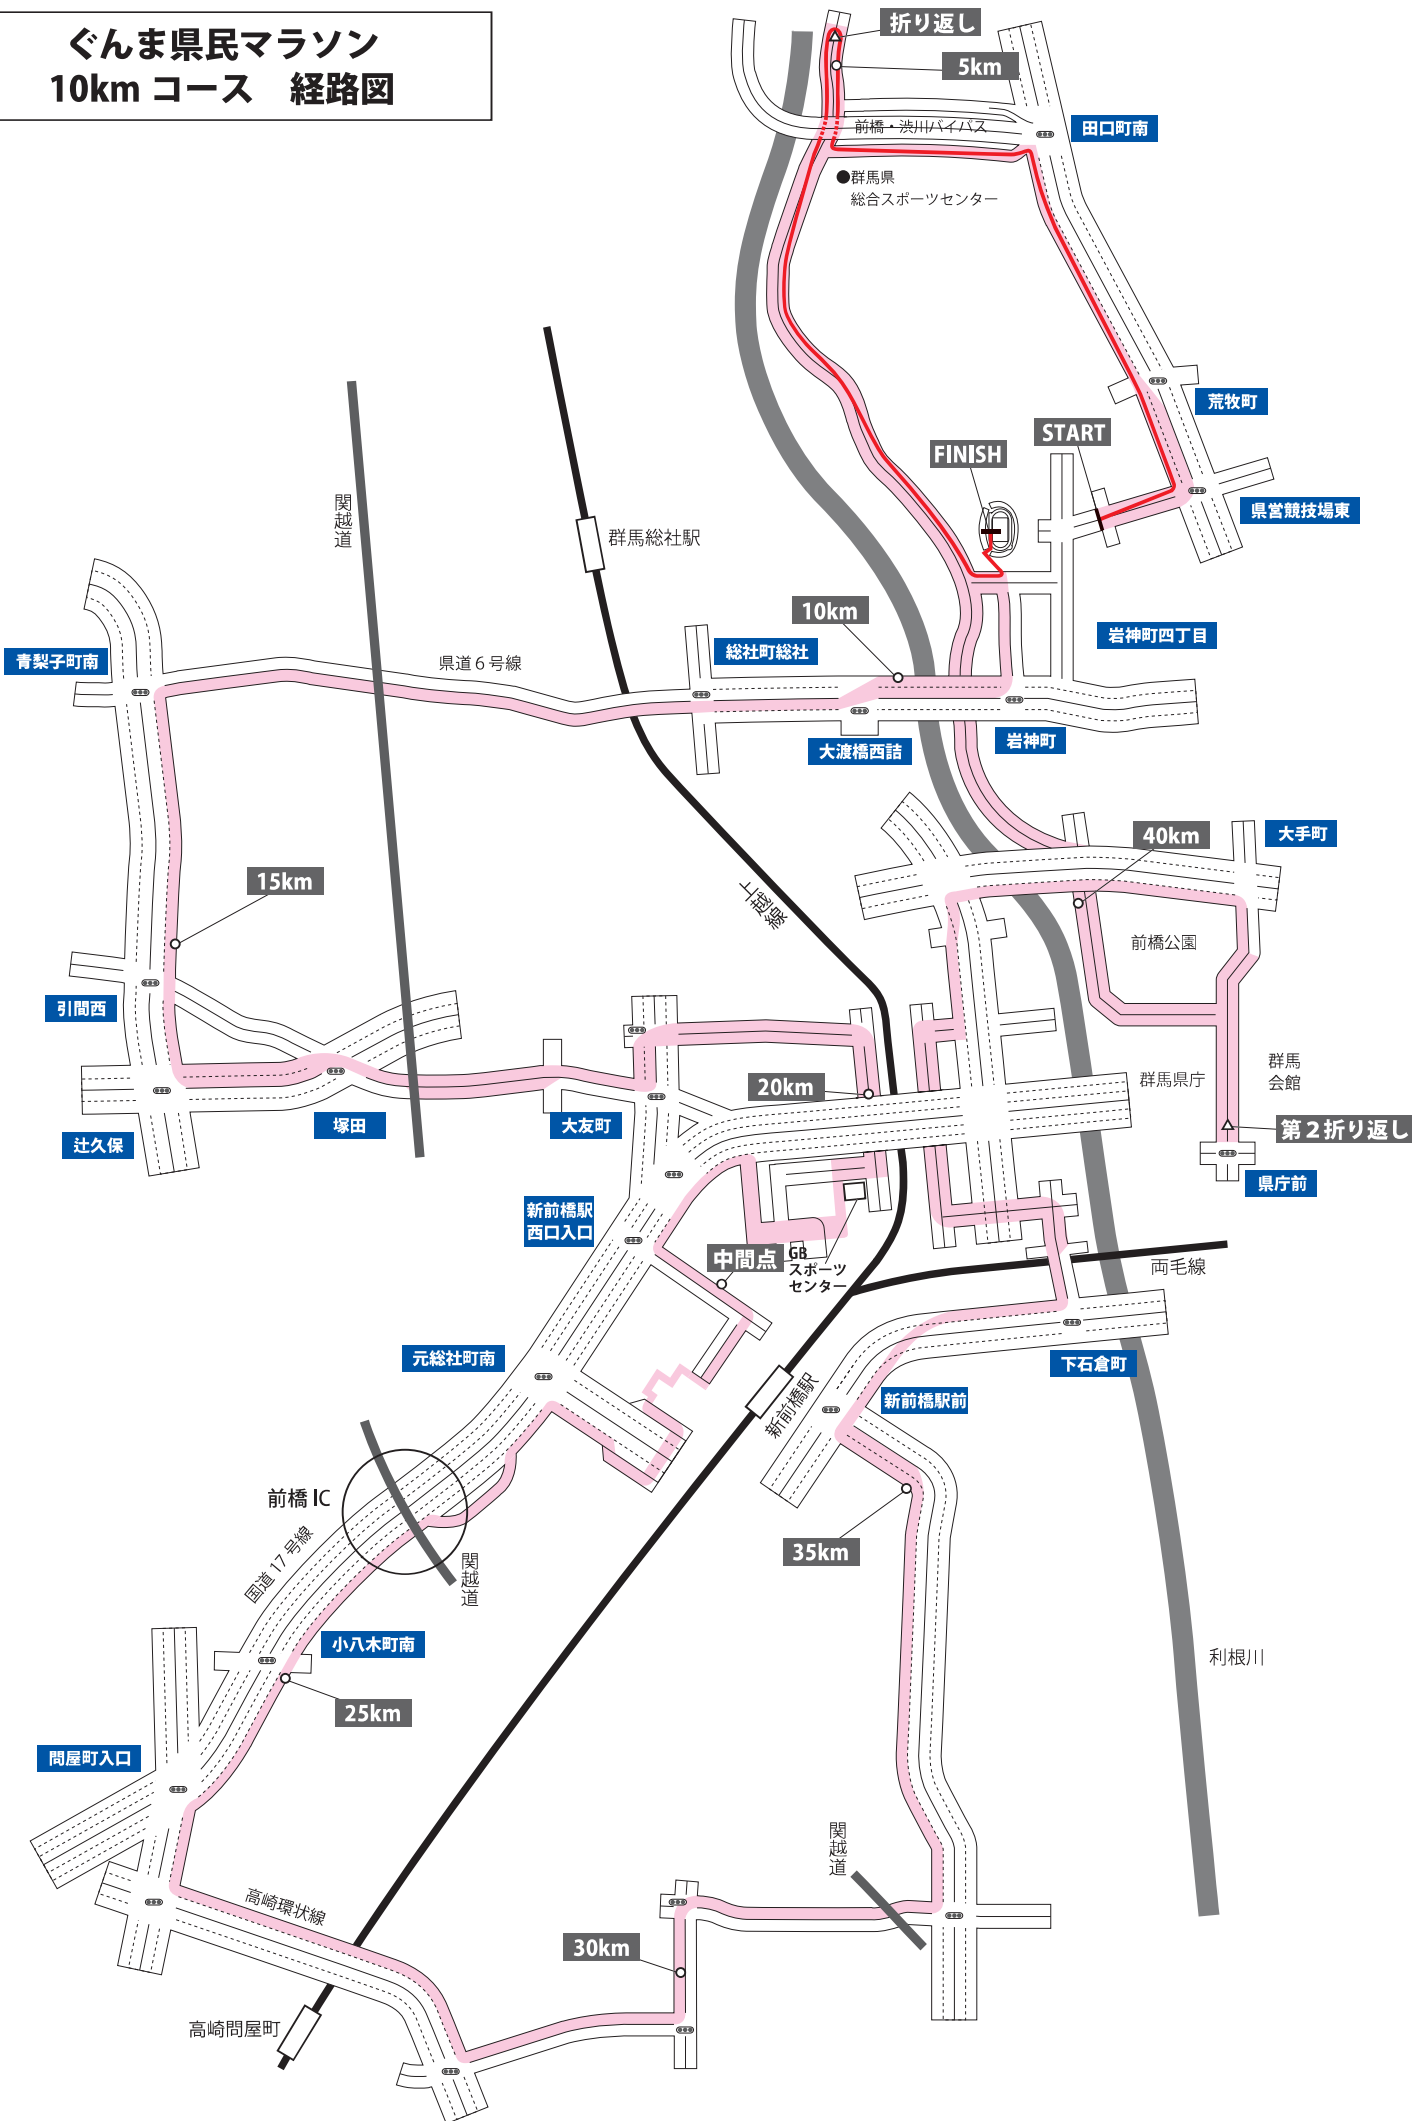 ぐんま県民マラソン
10km コース　経路図
折り返し
5km
田口町南
前橋・渋川バイパス
●群馬県
総合スポーツセンター
荒牧町
START
FINISH
県営競技場東
関越道
群馬総社駅
10km
岩神町四丁目
青梨子町南
県道６号線
総社町総社
大渡橋西詰
岩神町
40km
大手町
15km
上越線
前橋公園
引間西
群馬県庁
群馬
会館
20km
辻久保
塚田
大友町
第２折り返し
県庁前
新前橋駅
西口入口
中間点
GB
スポーツ
センター
両毛線
元総社町南
新前橋駅
新前橋駅前
下石倉町
前橋 IC
国道 17 号線
関越道
35km
小八木町南
利根川
25km
問屋町入口
関越道
高崎環状線
30km
高崎問屋町